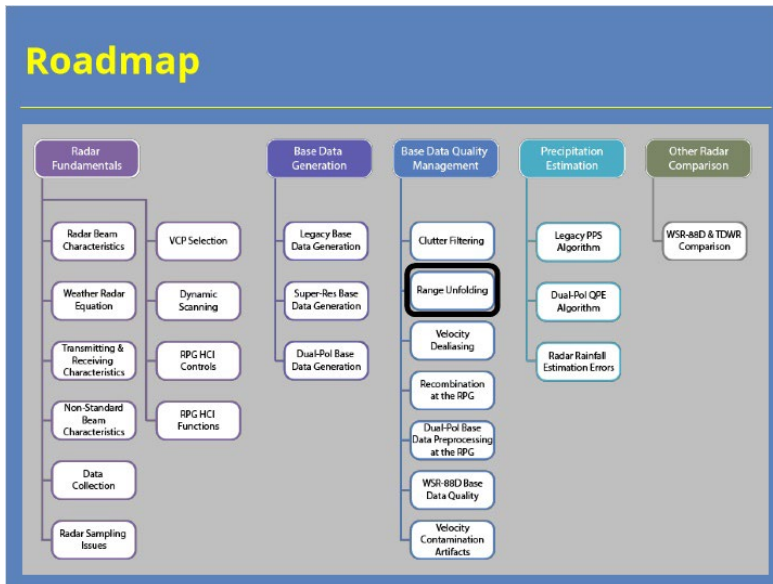 Roadmap
Radar
Fundamentals
Radar Beam
Characteristics
Weather Radar
Equation
Transmitting &
Receiving
Characteristics
Non-Standard
Beam
Characteristics
Data
Collection
Radar Sampling
Issues
VCP Selection
Dynamic
Scanning
RPG HCI
Controls
RPG HCI
Functions
Base Data
Generation
Legacy Base
Data Generation
Super-Res Base
Data Generation
Dual-Pol Base
Data Generation
Base Data Quality
Management
Clutter Filtering
Range Unfolding
Velocity
Dealiasing
Recombination
at the RPG
Dual-Pol Base
Data Preprocessing
at the RPG
WSR-88D Base
Data Quality
Velocity
Contamination
Artifacts
Precipitation
Estimation
Legacy PPS
Algorithm
Dual-Pol QPE
Algorithm
Radar Rainfall
Estimation Errors
Other Radar
Comparison
WSR-88D & TDWR
Comparison